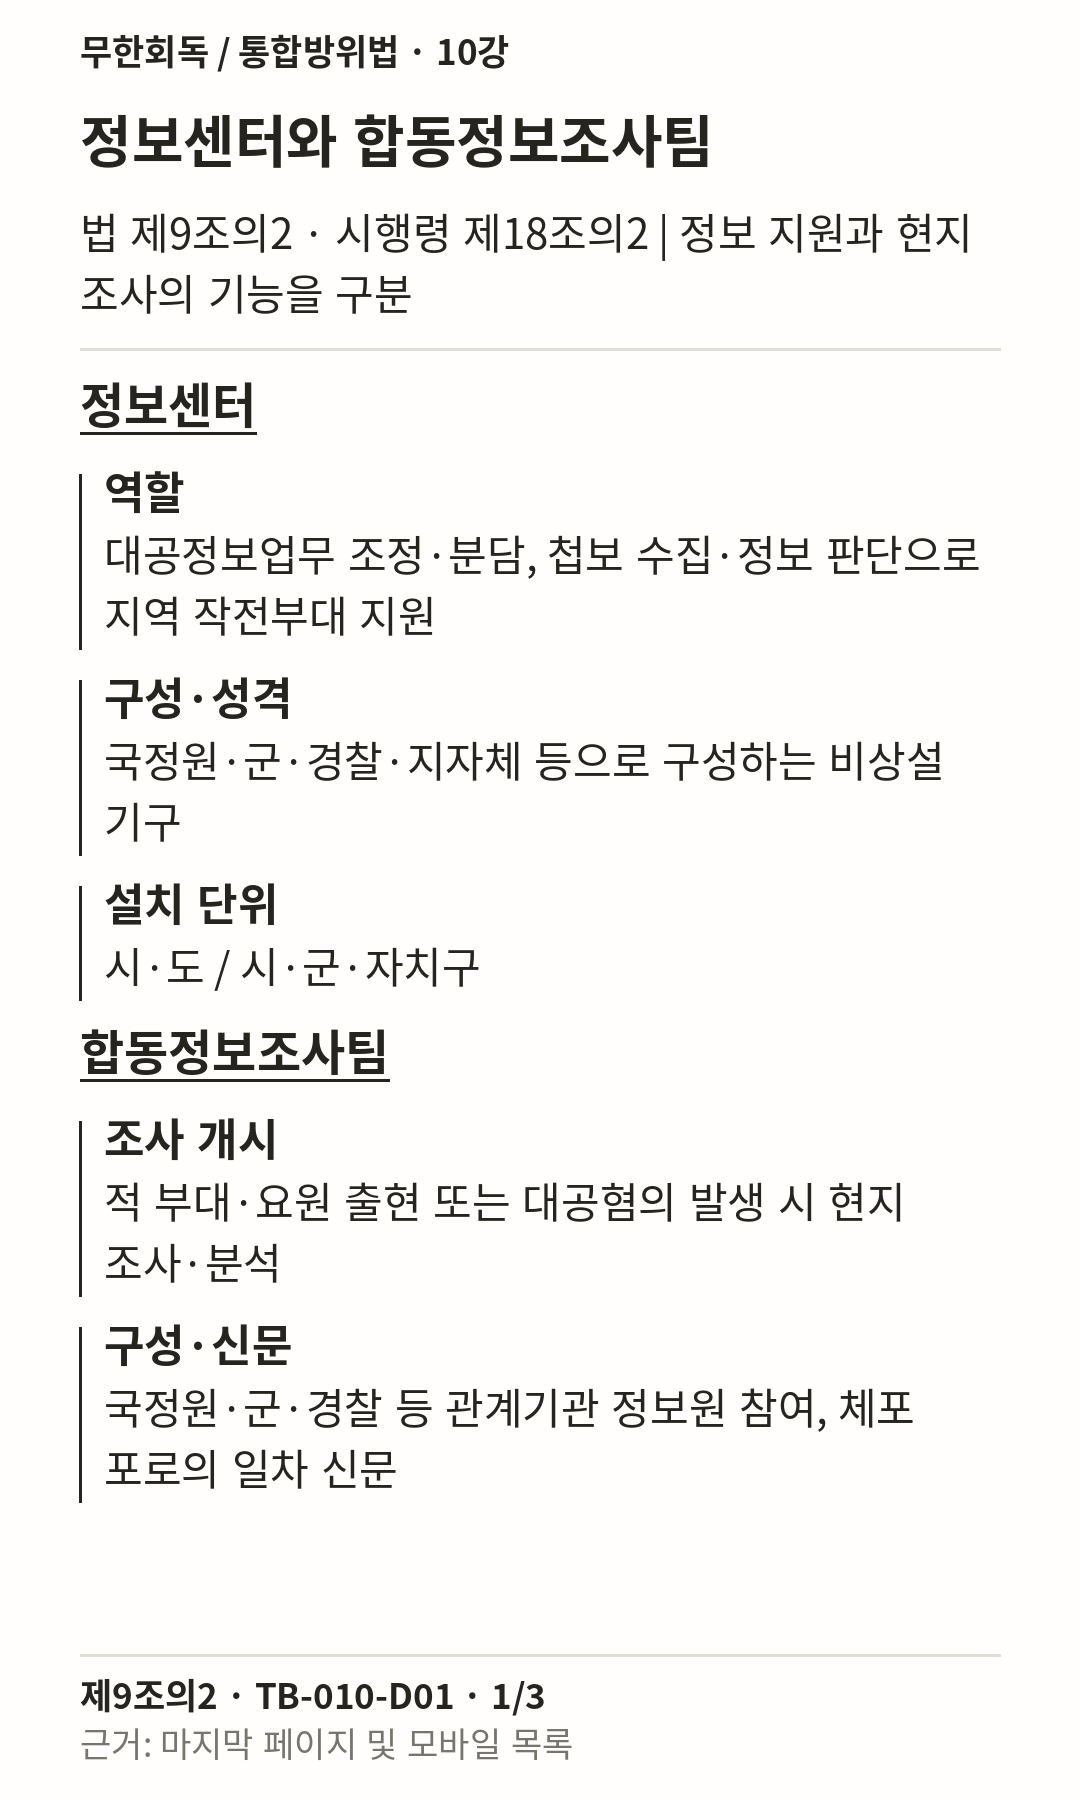 무한회독 / 통합방위법 · 10강
정보센터와 합동정보조사팀
법 제9조의2 · 시행령 제18조의2 | 정보 지원과 현지
조사의 기능을 구분
정보센터
역할
대공정보업무 조정·분담, 첩보 수집·정보 판단으로
지역 작전부대 지원
구성·성격
국정원·군·경찰·지자체 등으로 구성하는 비상설
기구
설치 단위
시·도 / 시·군·자치구
합동정보조사팀
조사 개시
적 부대·요원 출현 또는 대공혐의 발생 시 현지
조사·분석
구성·신문
국정원·군·경찰 등 관계기관 정보원 참여, 체포
포로의 일차 신문
제9조의2 · TB-010-D01 · 1/3
근거: 마지막 페이지 및 모바일 목록